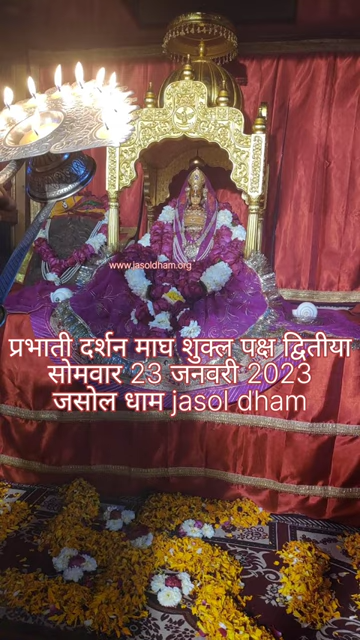 www.jasoldham.org
प्रभाती दर्शन माघ शुक्ल पक्ष द्वितीया
सोमवार 23 जनवरी 2023
जसोल धाम jasol dham